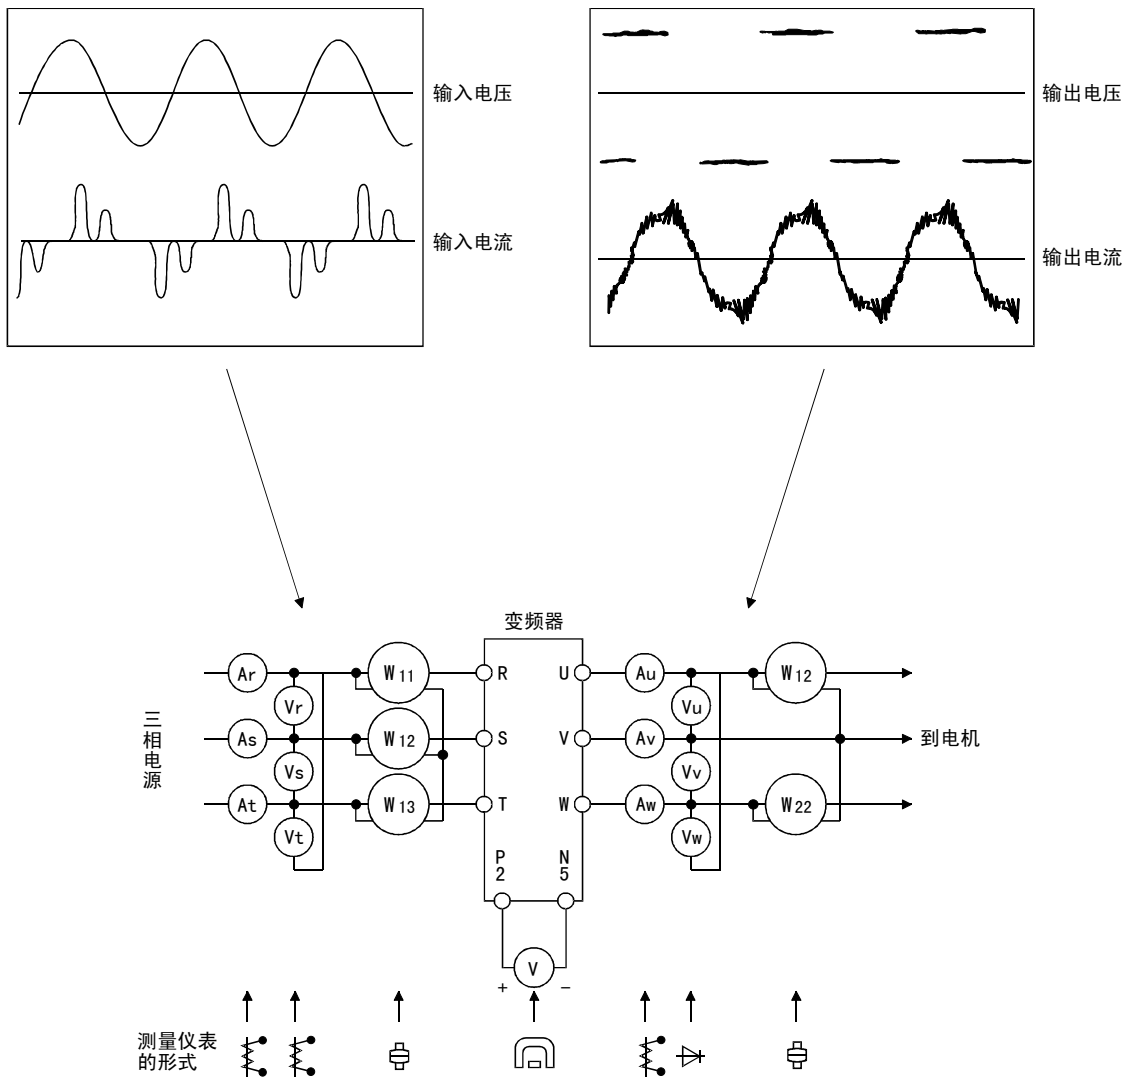 输入电压
输入电流
输出电压
输出电流
变频器
三相电源
Ar
Vr
As
Vs
At
Vt
W11
W12
W13
R
S
T
U
V
W
P2
N5
V
+
−
Au
Vu
Av
Vv
Aw
Vw
W12
W22
到电机
测量仪表
的形式